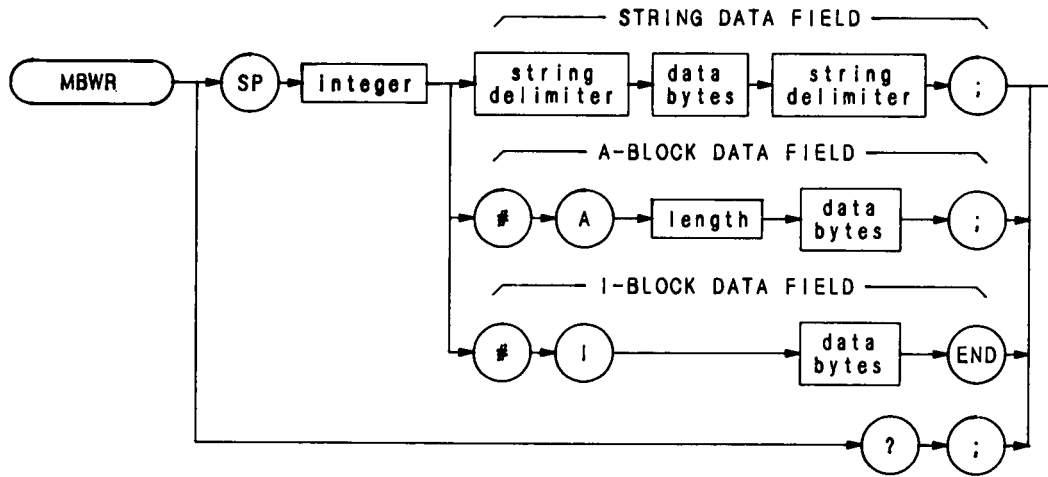 STRING DATA FIELD
MBWR
SP
integer
string
delimiter
data
bytes
string
delimiter
;
A-BLOCK DATA FIELD
#
A
length
data
bytes
;
I-BLOCK DATA FIELD
#
I
data
bytes
END
?
;